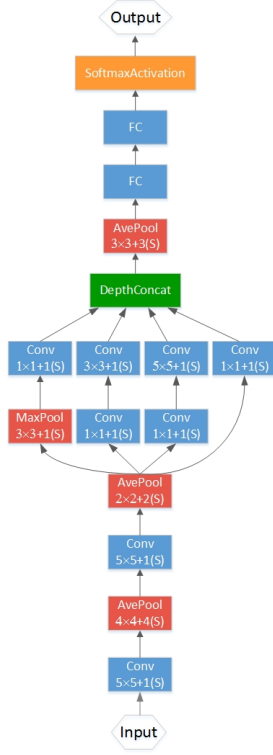 Output
SoftmaxActivation
FC
FC
AvePool
3×3+3(S)
DepthConcat
Conv
1×1+1(S)
Conv
3×3+1(S)
Conv
5×5+1(S)
Conv
1×1+1(S)
MaxPool
3×3+1(S)
Conv
1×1+1(S)
Conv
1×1+1(S)
AvePool
2×2+2(S)
Conv
5×5+1(S)
AvePool
4×4+4(S)
Conv
5×5+1(S)
Input